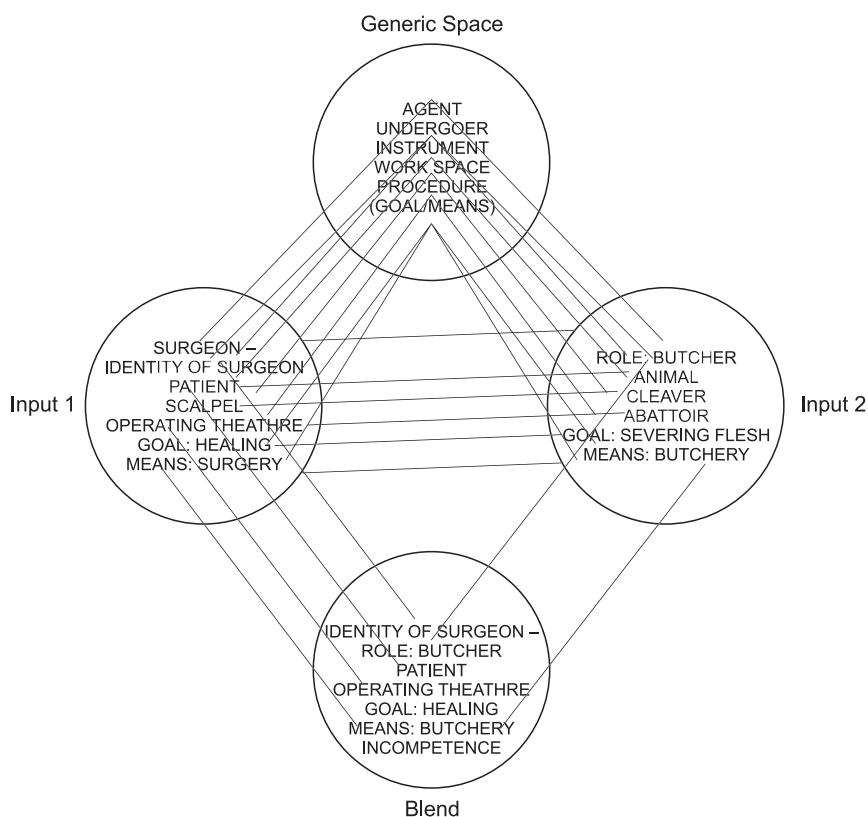 Generic Space
AGENT
UNDERGOER
INSTRUMENT
WORK SPACE
PROCEDURE
(GOAL/MEANS)
Input 1
SURGEON –
IDENTITY OF SURGEON
PATIENT
SCALPEL
OPERATING THEATHRE
GOAL: HEALING
MEANS: SURGERY
ROLE: BUTCHER
ANIMAL
CLEAVER
ABATTOIR
GOAL: SEVERING FLESH
MEANS: BUTCHERY
Input 2
IDENTITY OF SURGEON –
ROLE: BUTCHER
PATIENT
OPERATING THEATHRE
GOAL: HEALING
MEANS: BUTCHERY
INCOMPETENCE
Blend